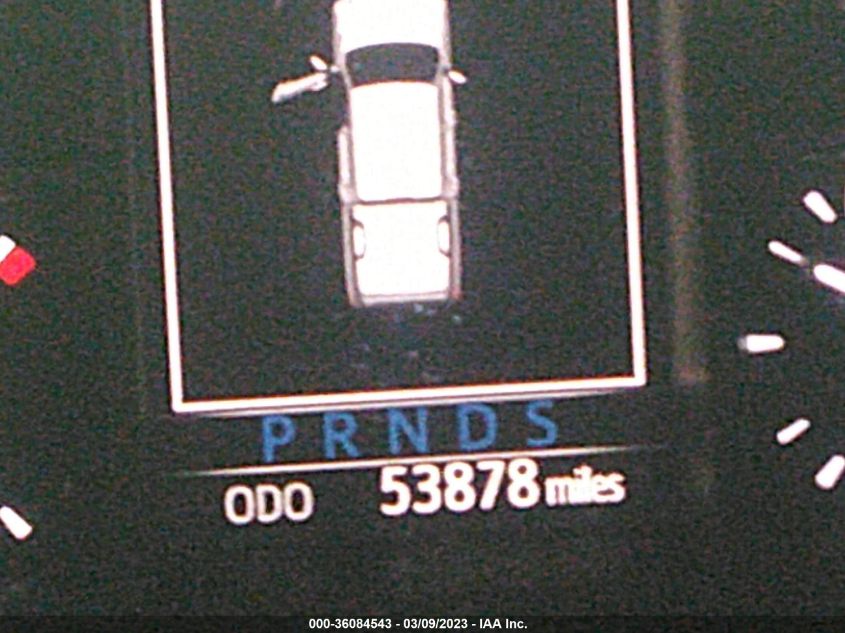 P R N D S
ODO 53878 miles
000-36084543 - 03/09/2023 - IAA Inc.